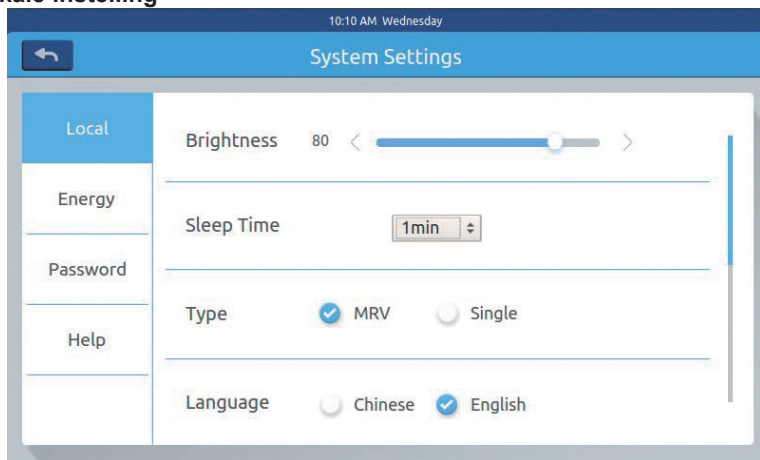 10:10 AM Wednesday
System Settings
Local
Brightness 80
Energy
Sleep Time 1min
Password
Type MRV Single
Help
Language Chinese English